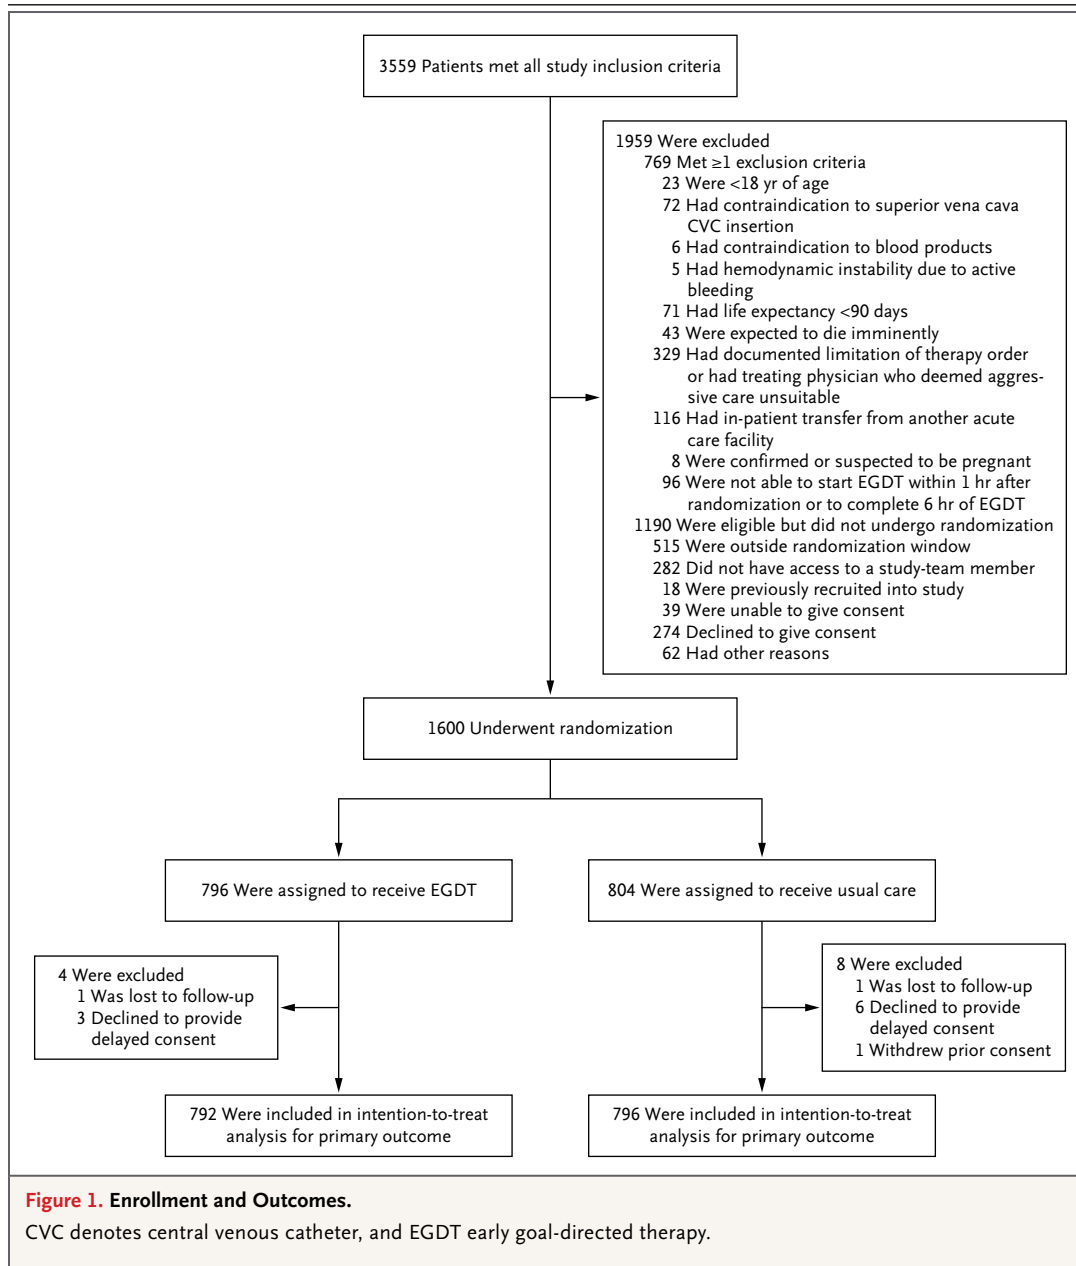 3559 Patients met all study inclusion criteria
1959 Were excluded
769 Met ≥1 exclusion criteria
23 Were <18 yr of age
72 Had contraindication to superior vena cava
CVC insertion
6 Had contraindication to blood products
5 Had hemodynamic instability due to active
bleeding
71 Had life expectancy <90 days
43 Were expected to die imminently
329 Had documented limitation of therapy order
or had treating physician who deemed aggres-
sive care unsuitable
116 Had in-patient transfer from another acute
care facility
8 Were confirmed or suspected to be pregnant
96 Were not able to start EGDT within 1 hr after
randomization or to complete 6 hr of EGDT
1190 Were eligible but did not undergo randomization
515 Were outside randomization window
282 Did not have access to a study-team member
18 Were previously recruited into study
39 Were unable to give consent
274 Declined to give consent
62 Had other reasons
1600 Underwent randomization
796 Were assigned to receive EGDT
804 Were assigned to receive usual care
4 Were excluded
1 Was lost to follow-up
3 Declined to provide
delayed consent
8 Were excluded
1 Was lost to follow-up
6 Declined to provide
delayed consent
1 Withdrew prior consent
792 Were included in intention-to-treat
analysis for primary outcome
796 Were included in intention-to-treat
analysis for primary outcome
Figure 1. Enrollment and Outcomes.
CVC denotes central venous catheter, and EGDT early goal-directed therapy.